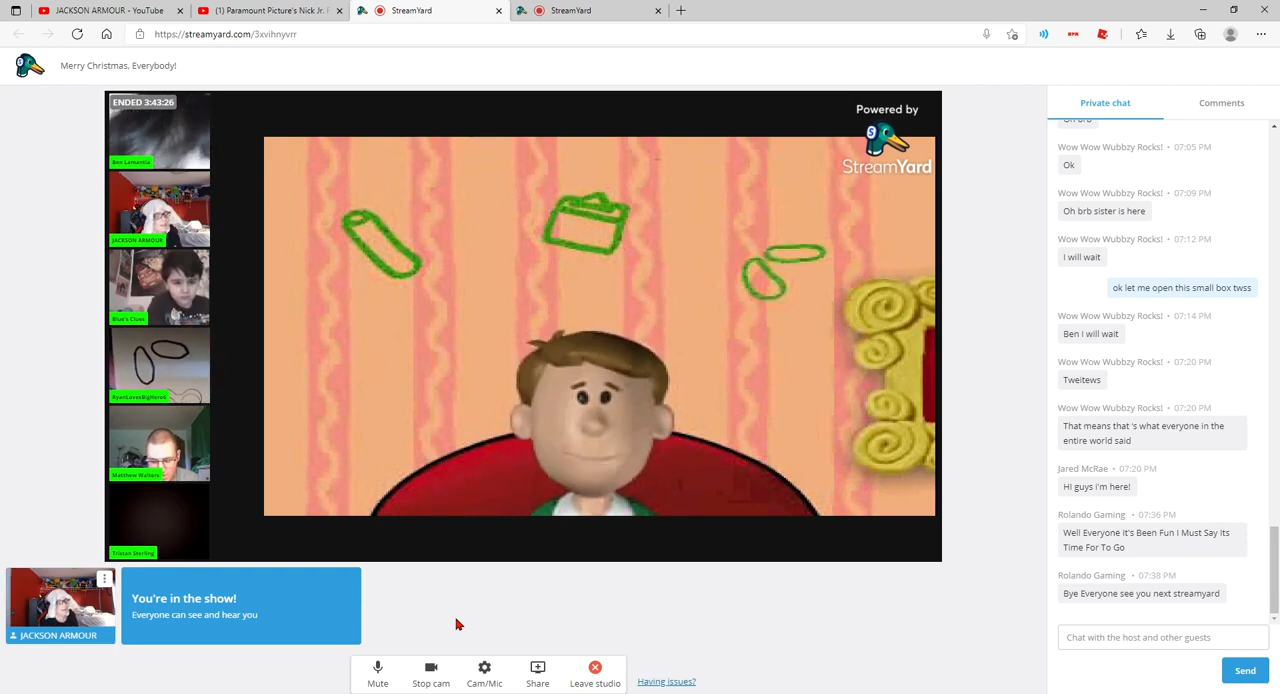 JACKSON ARMOUR - YouTube
(1) Paramount Picture's Nick Jr. F
StreamYard
StreamYard
https://streamyard.com/3xvihnyvrr
Merry Christmas, Everybody!
ENDED 3:43:26
Ben Lamantia
JACKSON ARMOUR
Blue's Clues
RyanLovesBigHero6
Matthew Walters
Tristan Sterling
Powered by
StreamYard
JACKSON ARMOUR
You're in the show!
Everyone can see and hear you
Mute
Stop cam
Cam/Mic
Share
Leave studio
Having issues?
Private chat
Comments
Oh brb
Wow Wow Wubbzy Rocks! • 07:05 PM
Ok
Wow Wow Wubbzy Rocks! • 07:09 PM
Oh brb sister is here
Wow Wow Wubbzy Rocks! • 07:12 PM
I will wait
ok let me open this small box twss
Wow Wow Wubbzy Rocks! • 07:14 PM
Ben I will wait
Wow Wow Wubbzy Rocks! • 07:20 PM
Tweitews
Wow Wow Wubbzy Rocks! • 07:20 PM
That means that 's what everyone in the
entire world said
Jared McRae • 07:20 PM
HI guys i'm here!
Rolando Gaming • 07:36 PM
Well Everyone It's Been Fun I Must Say Its
Time For To Go
Rolando Gaming • 07:38 PM
Bye Everyone see you next streamyard
Chat with the host and other guests
Send